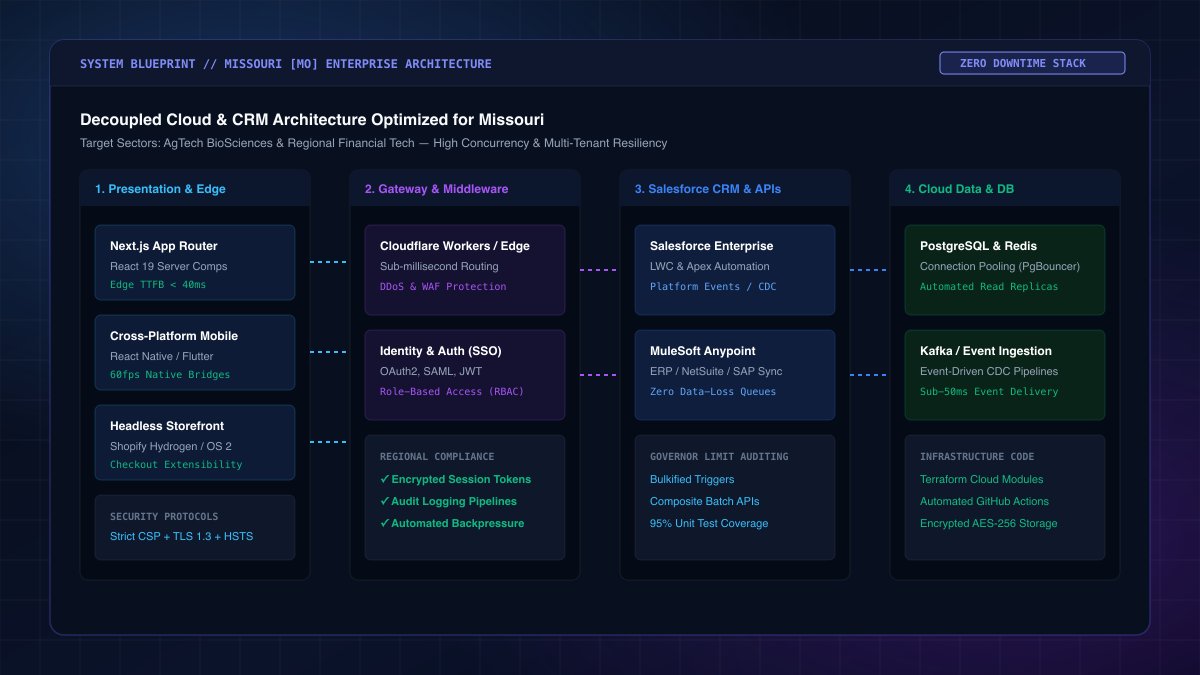 SYSTEM BLUEPRINT // MISSOURI [MO] ENTERPRISE ARCHITECTURE
ZERO DOWNTIME STACK
Decoupled Cloud & CRM Architecture Optimized for Missouri
Target Sectors: AgTech BioSciences & Regional Financial Tech — High Concurrency & Multi-Tenant Resiliency
1. Presentation & Edge
Next.js App Router
React 19 Server Comps
Edge TTFB < 40ms
Cross-Platform Mobile
React Native / Flutter
60fps Native Bridges
Headless Storefront
Shopify Hydrogen / OS 2
Checkout Extensibility
SECURITY PROTOCOLS
Strict CSP + TLS 1.3 + HSTS
2. Gateway & Middleware
Cloudflare Workers / Edge
Sub-millisecond Routing
DDoS & WAF Protection
Identity & Auth (SSO)
OAuth2, SAML, JWT
Role-Based Access (RBAC)
REGIONAL COMPLIANCE
✓ Encrypted Session Tokens
✓ Audit Logging Pipelines
✓ Automated Backpressure
3. Salesforce CRM & APIs
Salesforce Enterprise
LWC & Apex Automation
Platform Events / CDC
MuleSoft Anypoint
ERP / NetSuite / SAP Sync
Zero Data-Loss Queues
GOVERNOR LIMIT AUDITING
Bulkified Triggers
Composite Batch APIs
95% Unit Test Coverage
4. Cloud Data & DB
PostgreSQL & Redis
Connection Pooling (PgBouncer)
Automated Read Replicas
Kafka / Event Ingestion
Event-Driven CDC Pipelines
Sub-50ms Event Delivery
INFRASTRUCTURE CODE
Terraform Cloud Modules
Automated GitHub Actions
Encrypted AES-256 Storage